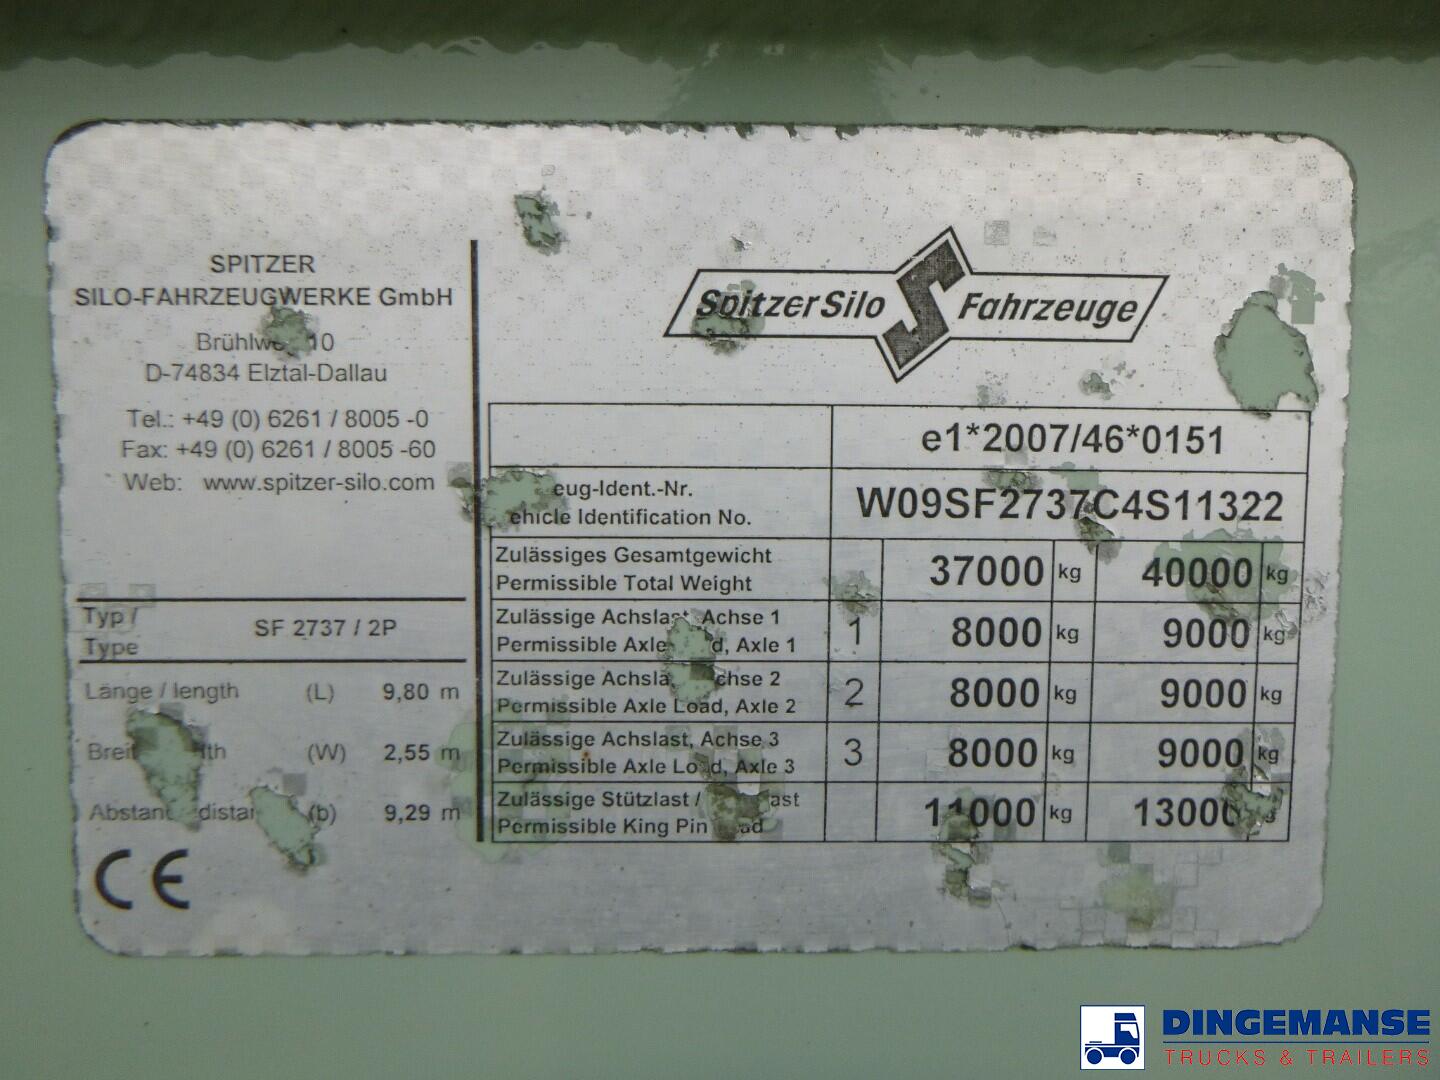 SPITZER
SILO-FAHRZEUGWERKE GmbH
10
D-74834 Elztal-Dallau
Tel.: +49 (0) 6261 / 8005 -0
Fax: +49 (0) 6261 / 8005 -60
Web: www.spitzer-silo.com
Typ / Type SF 2737 / 2P
Länge / length (L) 9,80 m
(W) 2,55 m
(b) 9,29 m
CE
Spitzer Silo S Fahrzeuge
e1*2007/46*0151
eug-Ident.-Nr.
ehicle Identification No.
W09SF2737C4S11322
Zulässiges Gesamtgewicht
Permissible Total Weight
37000 kg 40000 kg
Zulässige Achslast, Achse 1
Permissible Axle d, Axle 1
1 8000 kg 9000 kg
Zulässige chse 2
Permissible Axle Load, Axle 2
2 8000 kg 9000 kg
Zulässige Achslast, Achse 3
Permissible Axle Load, Axle 3
3 8000 kg 9000 kg
Zulässige Stützlast / ast
Permissible King Pin ad
11000 kg 13000
DINGEMANSE
TRUCKS & TRAILERS